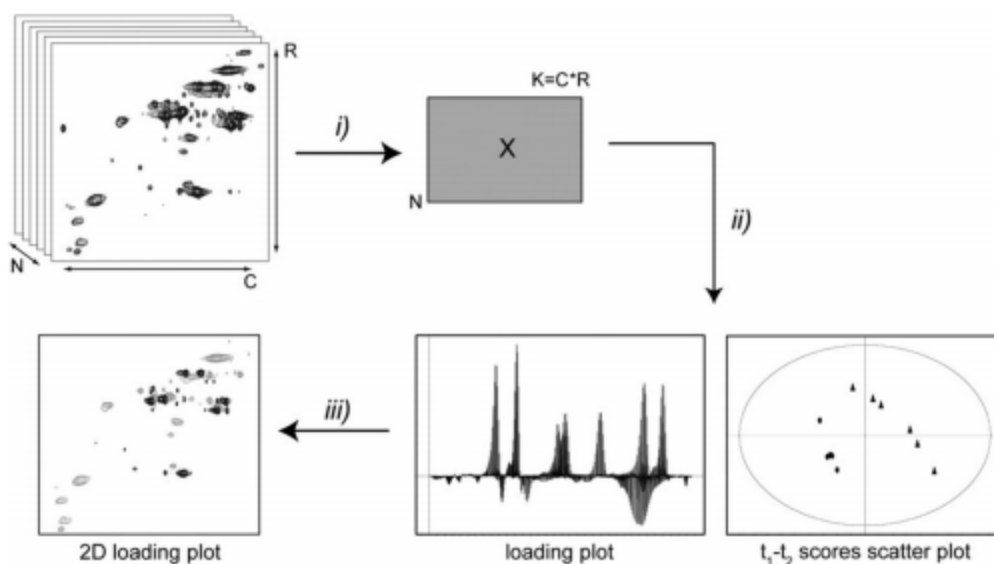 R
N
C
i)
K=C*R
X
N
ii)
iii)
2D loading plot
loading plot
t₁-t₂ scores scatter plot